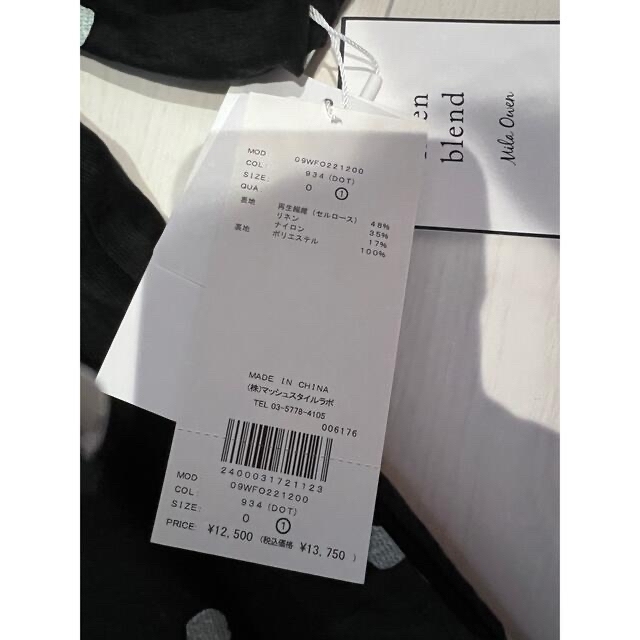 MOD: 09WFO221200
COL: 934 (DOT)
SIZE: 0 ①
QUA:
表地 再生繊維 (セルロース) 48%
リネン 35%
ナイロン 17%
裏地 ポリエステル 100%
MADE IN CHINA
(株)マッシュスタイルラボ
TEL 03-5778-4105
006176
2400031721123
MOD: 09WFO221200
COL: 934 (DOT)
SIZE: 0 ①
PRICE: ¥12,500 (税込価格 ¥13,750)
blend
Mila Owen